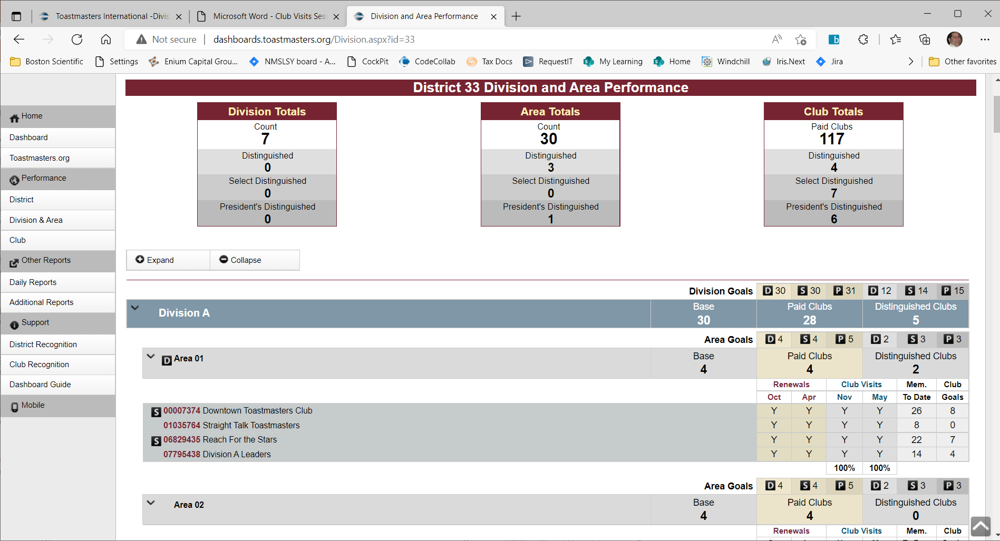 Toastmasters International -Divis
Microsoft Word - Club Visits Ses
Division and Area Performance
Not secure
dashboards.toastmasters.org/Division.aspx?id=33
Boston Scientific
Settings
Enium Capital Grou...
NMSLSY board - A...
CockPit
CodeCollab
Tax Docs
RequestIT
My Learning
Home
Windchill
Iris.Next
Jira
Other favorites
District 33 Division and Area Performance
Home
Dashboard
Toastmasters.org
Performance
District
Division & Area
Club
Other Reports
Daily Reports
Additional Reports
Support
District Recognition
Club Recognition
Dashboard Guide
Mobile
Division Totals
Count
7
Distinguished
0
Select Distinguished
0
President's Distinguished
0
Area Totals
Count
30
Distinguished
3
Select Distinguished
0
President's Distinguished
1
Club Totals
Paid Clubs
117
Distinguished
4
Select Distinguished
7
President's Distinguished
6
Expand
Collapse
Division Goals D 30 S 30 P 31 D 12 S 14 P 15
Division A Base Paid Clubs Distinguished Clubs
30 28 5
Area Goals D 4 S 4 P 5 D 2 S 3 P 3
D Area 01 Base Paid Clubs Distinguished Clubs
4 4 2
Renewals Club Visits Mem. Club
Oct Apr Nov May To Date Goals
S 00007374 Downtown Toastmasters Club Y Y Y Y 26 8
01035764 Straight Talk Toastmasters Y Y Y Y 8 0
S 06829435 Reach For the Stars Y Y Y Y 22 7
07795438 Division A Leaders Y Y Y Y 14 4
100% 100%
Area Goals D 4 S 4 P 5 D 2 S 3 P 3
Area 02 Base Paid Clubs Distinguished Clubs
4 4 0
Renewals Club Visits Mem. Club